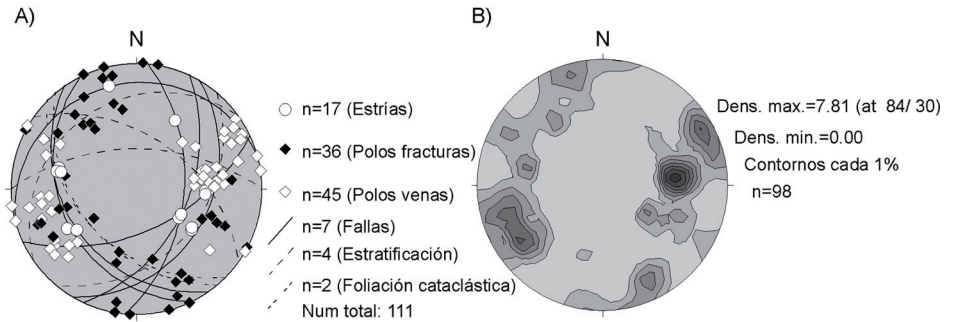 A)
N
n=17 (Estrías)
n=36 (Polos fracturas)
n=45 (Polos venas)
n=7 (Fallas)
n=4 (Estratificación)
n=2 (Foliación cataclástica)
Num total: 111
B)
N
Dens. max.=7.81 (at 84/ 30)
Dens. min.=0.00
Contornos cada 1%
n=98